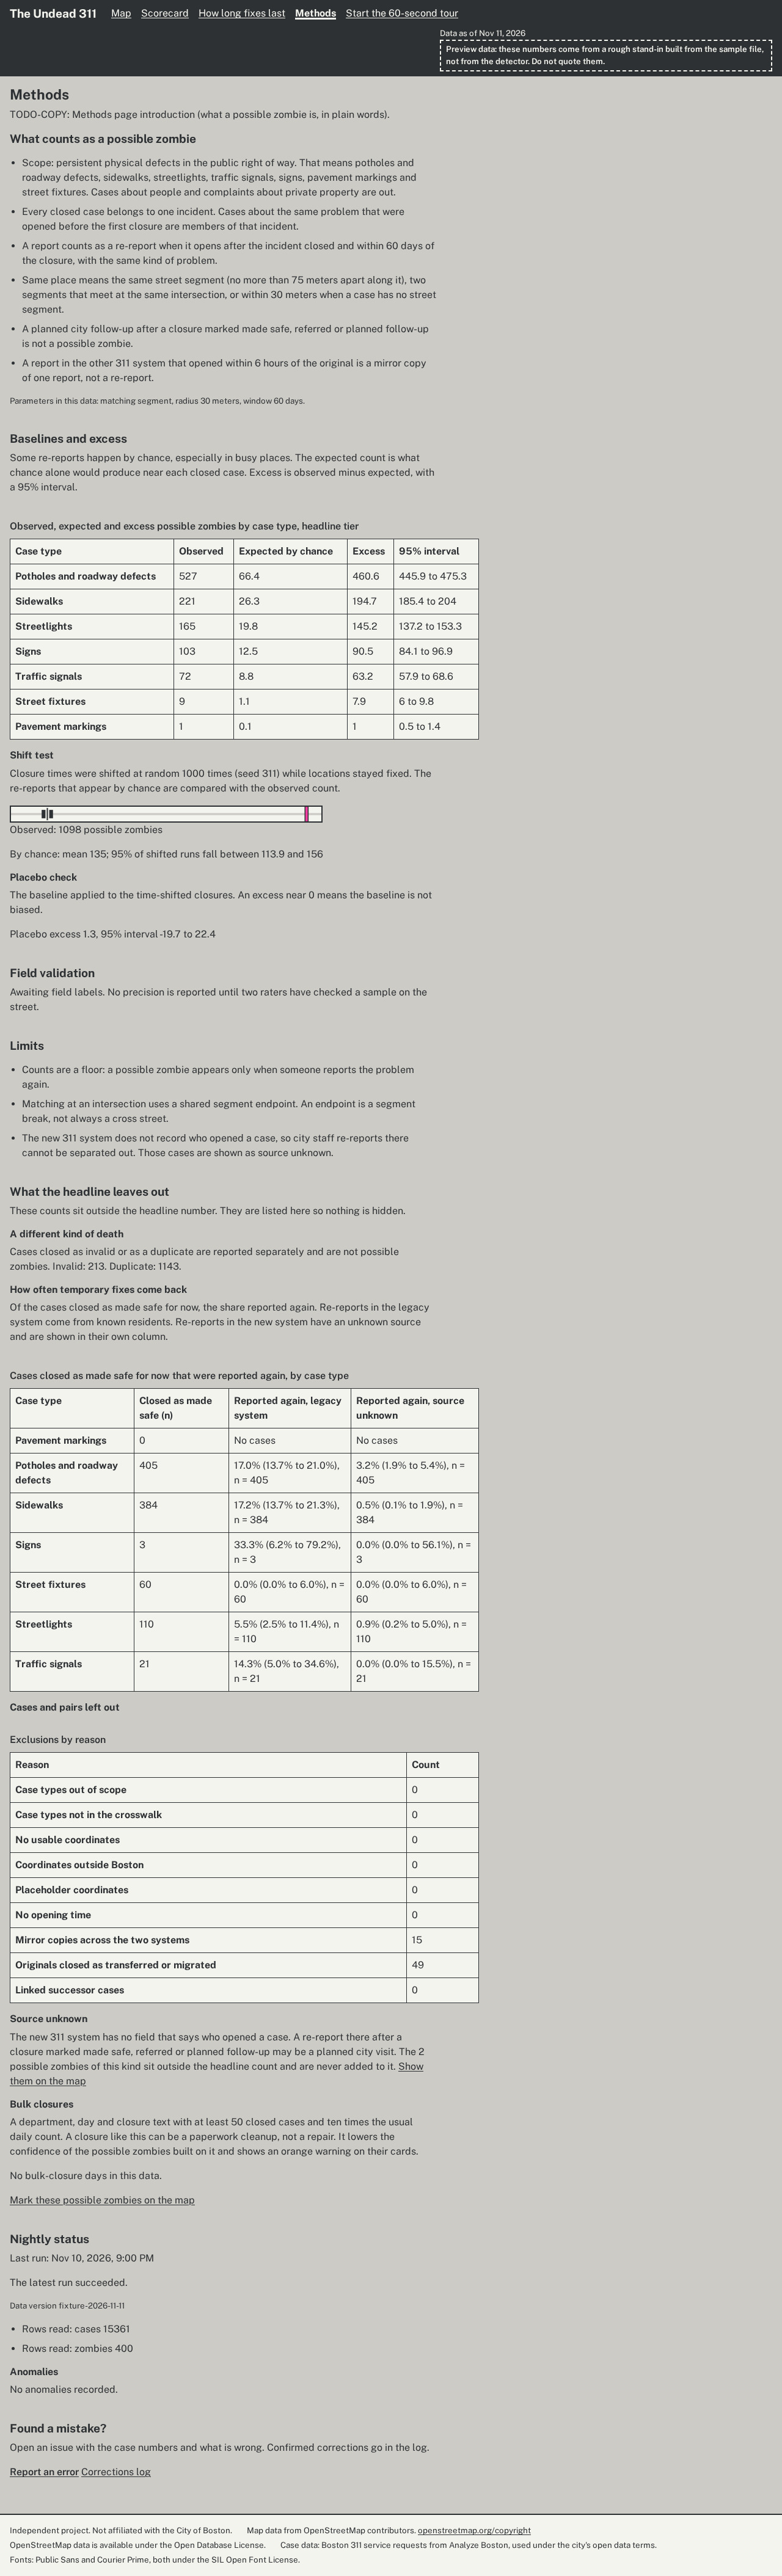 The Undead 311 Map Scorecard How long fixes last Methods Start the 60-second tour
Data as of Nov 11, 2026
Preview data: these numbers come from a rough stand-in built from the sample file,
not from the detector. Do not quote them.
Methods
TODO-COPY: Methods page introduction (what a possible zombie is, in plain words).
What counts as a possible zombie
• Scope: persistent physical defects in the public right of way. That means potholes and
roadway defects, sidewalks, streetlights, traffic signals, signs, pavement markings and
street fixtures. Cases about people and complaints about private property are out.
• Every closed case belongs to one incident. Cases about the same problem that were
opened before the first closure are members of that incident.
• A report counts as a re-report when it opens after the incident closed and within 60 days of
the closure, with the same kind of problem.
• Same place means the same street segment (no more than 75 meters apart along it), two
segments that meet at the same intersection, or within 30 meters when a case has no street
segment.
• A planned city follow-up after a closure marked made safe, referred or planned follow-up
is not a possible zombie.
• A report in the other 311 system that opened within 6 hours of the original is a mirror copy
of one report, not a re-report.
Parameters in this data: matching segment, radius 30 meters, window 60 days.
Baselines and excess
Some re-reports happen by chance, especially in busy places. The expected count is what
chance alone would produce near each closed case. Excess is observed minus expected, with
a 95% interval.
Observed, expected and excess possible zombies by case type, headline tier
Case type Observed Expected by chance Excess 95% interval
Potholes and roadway defects 527 66.4 460.6 445.9 to 475.3
Sidewalks 221 26.3 194.7 185.4 to 204
Streetlights 165 19.8 145.2 137.2 to 153.3
Signs 103 12.5 90.5 84.1 to 96.9
Traffic signals 72 8.8 63.2 57.9 to 68.6
Street fixtures 9 1.1 7.9 6 to 9.8
Pavement markings 1 0.1 1 0.5 to 1.4
Shift test
Closure times were shifted at random 1000 times (seed 311) while locations stayed fixed. The
re-reports that appear by chance are compared with the observed count.
Observed: 1098 possible zombies
By chance: mean 135; 95% of shifted runs fall between 113.9 and 156
Placebo check
The baseline applied to the time-shifted closures. An excess near 0 means the baseline is not
biased.
Placebo excess 1.3, 95% interval -19.7 to 22.4
Field validation
Awaiting field labels. No precision is reported until two raters have checked a sample on the
street.
Limits
• Counts are a floor: a possible zombie appears only when someone reports the problem
again.
• Matching at an intersection uses a shared segment endpoint. An endpoint is a segment
break, not always a cross street.
• The new 311 system does not record who opened a case, so city staff re-reports there
cannot be separated out. Those cases are shown as source unknown.
What the headline leaves out
These counts sit outside the headline number. They are listed here so nothing is hidden.
A different kind of death
Cases closed as invalid or as a duplicate are reported separately and are not possible
zombies. Invalid: 213. Duplicate: 1143.
How often temporary fixes come back
Of the cases closed as made safe for now, the share reported again. Re-reports in the legacy
system come from known residents. Re-reports in the new system have an unknown source
and are shown in their own column.
Cases closed as made safe for now that were reported again, by case type
Case type Closed as made safe (n) Reported again, legacy system Reported again, source unknown
Pavement markings 0 No cases No cases
Potholes and roadway defects 405 17.0% (13.7% to 21.0%), n = 405 3.2% (1.9% to 5.4%), n = 405
Sidewalks 384 17.2% (13.7% to 21.3%), n = 384 0.5% (0.1% to 1.9%), n = 384
Signs 3 33.3% (6.2% to 79.2%), n = 3 0.0% (0.0% to 56.1%), n = 3
Street fixtures 60 0.0% (0.0% to 6.0%), n = 60 0.0% (0.0% to 6.0%), n = 60
Streetlights 110 5.5% (2.5% to 11.4%), n = 110 0.9% (0.2% to 5.0%), n = 110
Traffic signals 21 14.3% (5.0% to 34.6%), n = 21 0.0% (0.0% to 15.5%), n = 21
Cases and pairs left out
Exclusions by reason
Reason Count
Case types out of scope 0
Case types not in the crosswalk 0
No usable coordinates 0
Coordinates outside Boston 0
Placeholder coordinates 0
No opening time 0
Mirror copies across the two systems 15
Originals closed as transferred or migrated 49
Linked successor cases 0
Source unknown
The new 311 system has no field that says who opened a case. A re-report there after a
closure marked made safe, referred or planned follow-up may be a planned city visit. The 2
possible zombies of this kind sit outside the headline count and are never added to it. Show
them on the map
Bulk closures
A department, day and closure text with at least 50 closed cases and ten times the usual
daily count. A closure like this can be a paperwork cleanup, not a repair. It lowers the
confidence of the possible zombies built on it and shows an orange warning on their cards.
No bulk-closure days in this data.
Mark these possible zombies on the map
Nightly status
Last run: Nov 10, 2026, 9:00 PM
The latest run succeeded.
Data version fixture-2026-11-11
• Rows read: cases 15361
• Rows read: zombies 400
Anomalies
No anomalies recorded.
Found a mistake?
Open an issue with the case numbers and what is wrong. Confirmed corrections go in the log.
Report an error Corrections log
Independent project. Not affiliated with the City of Boston. Map data from OpenStreetMap contributors. openstreetmap.org/copyright
OpenStreetMap data is available under the Open Database License. Case data: Boston 311 service requests from Analyze Boston, used under the city's open data terms.
Fonts: Public Sans and Courier Prime, both under the SIL Open Font License.